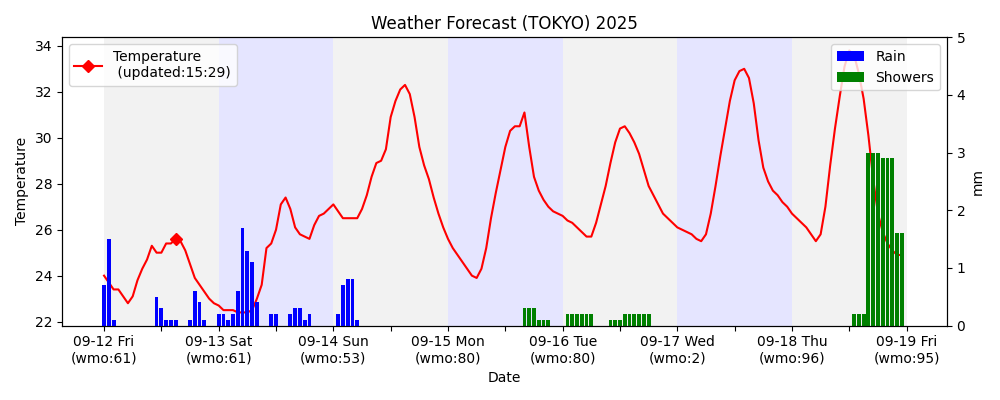 Weather Forecast (TOKYO) 2025
Temperature
(updated:15:29)
Rain
Showers
34
32
30
28
26
24
22
Temperature
5
4
3
2
1
0
mm
09-12 Fri
(wmo:61)
09-13 Sat
(wmo:61)
09-14 Sun
(wmo:53)
09-15 Mon
(wmo:80)
09-16 Tue
(wmo:80)
09-17 Wed
(wmo:2)
09-18 Thu
(wmo:96)
09-19 Fri
(wmo:95)
Date